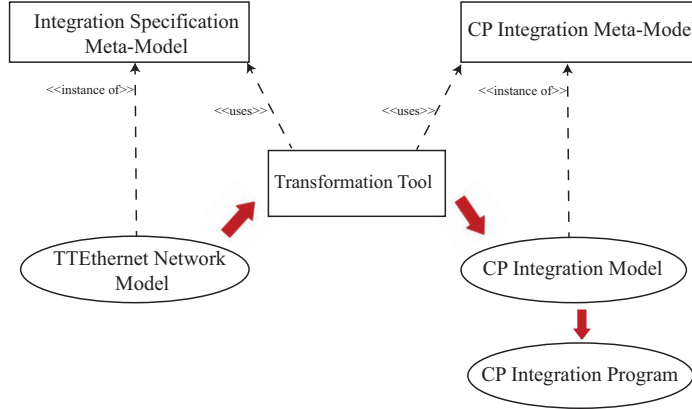 Integration Specification
Meta-Model
CP Integration Meta-Model
<<instance of>>
<<uses>>
<<uses>>
<<instance of>>
Transformation Tool
TTEthernet Network
Model
CP Integration Model
CP Integration Program